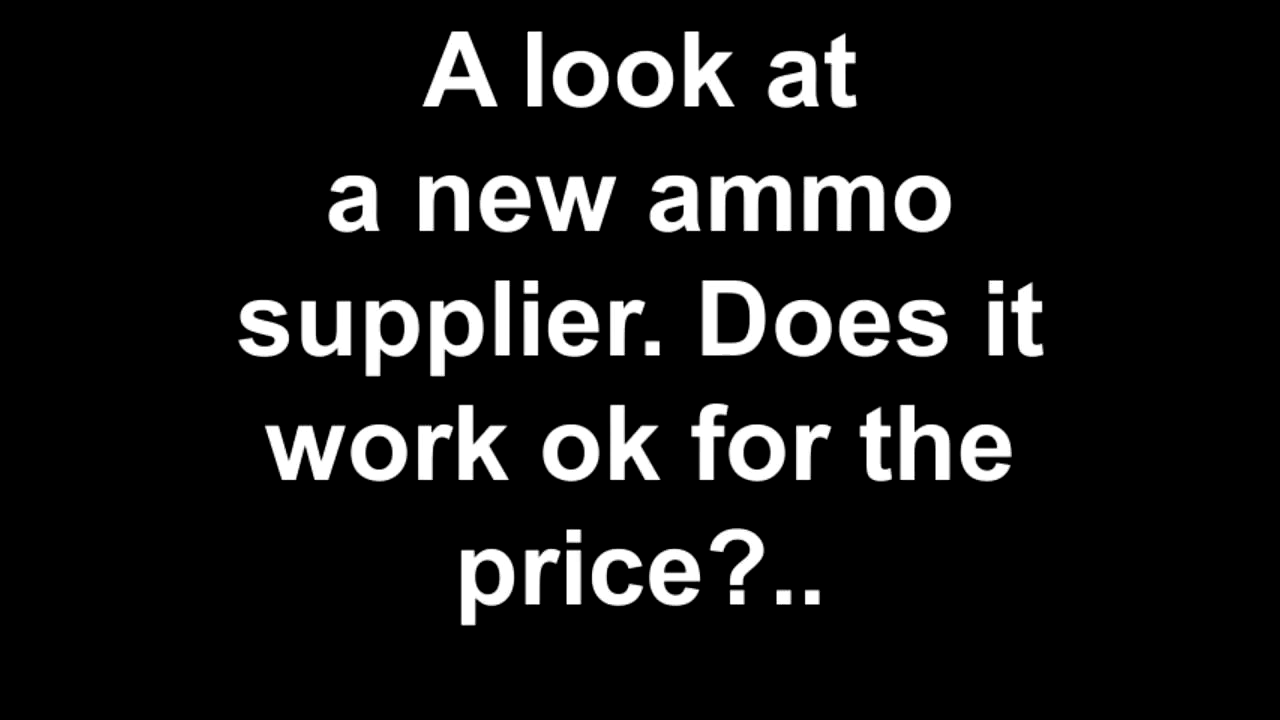 A look at
a new ammo
supplier. Does it
work ok for the
price?..